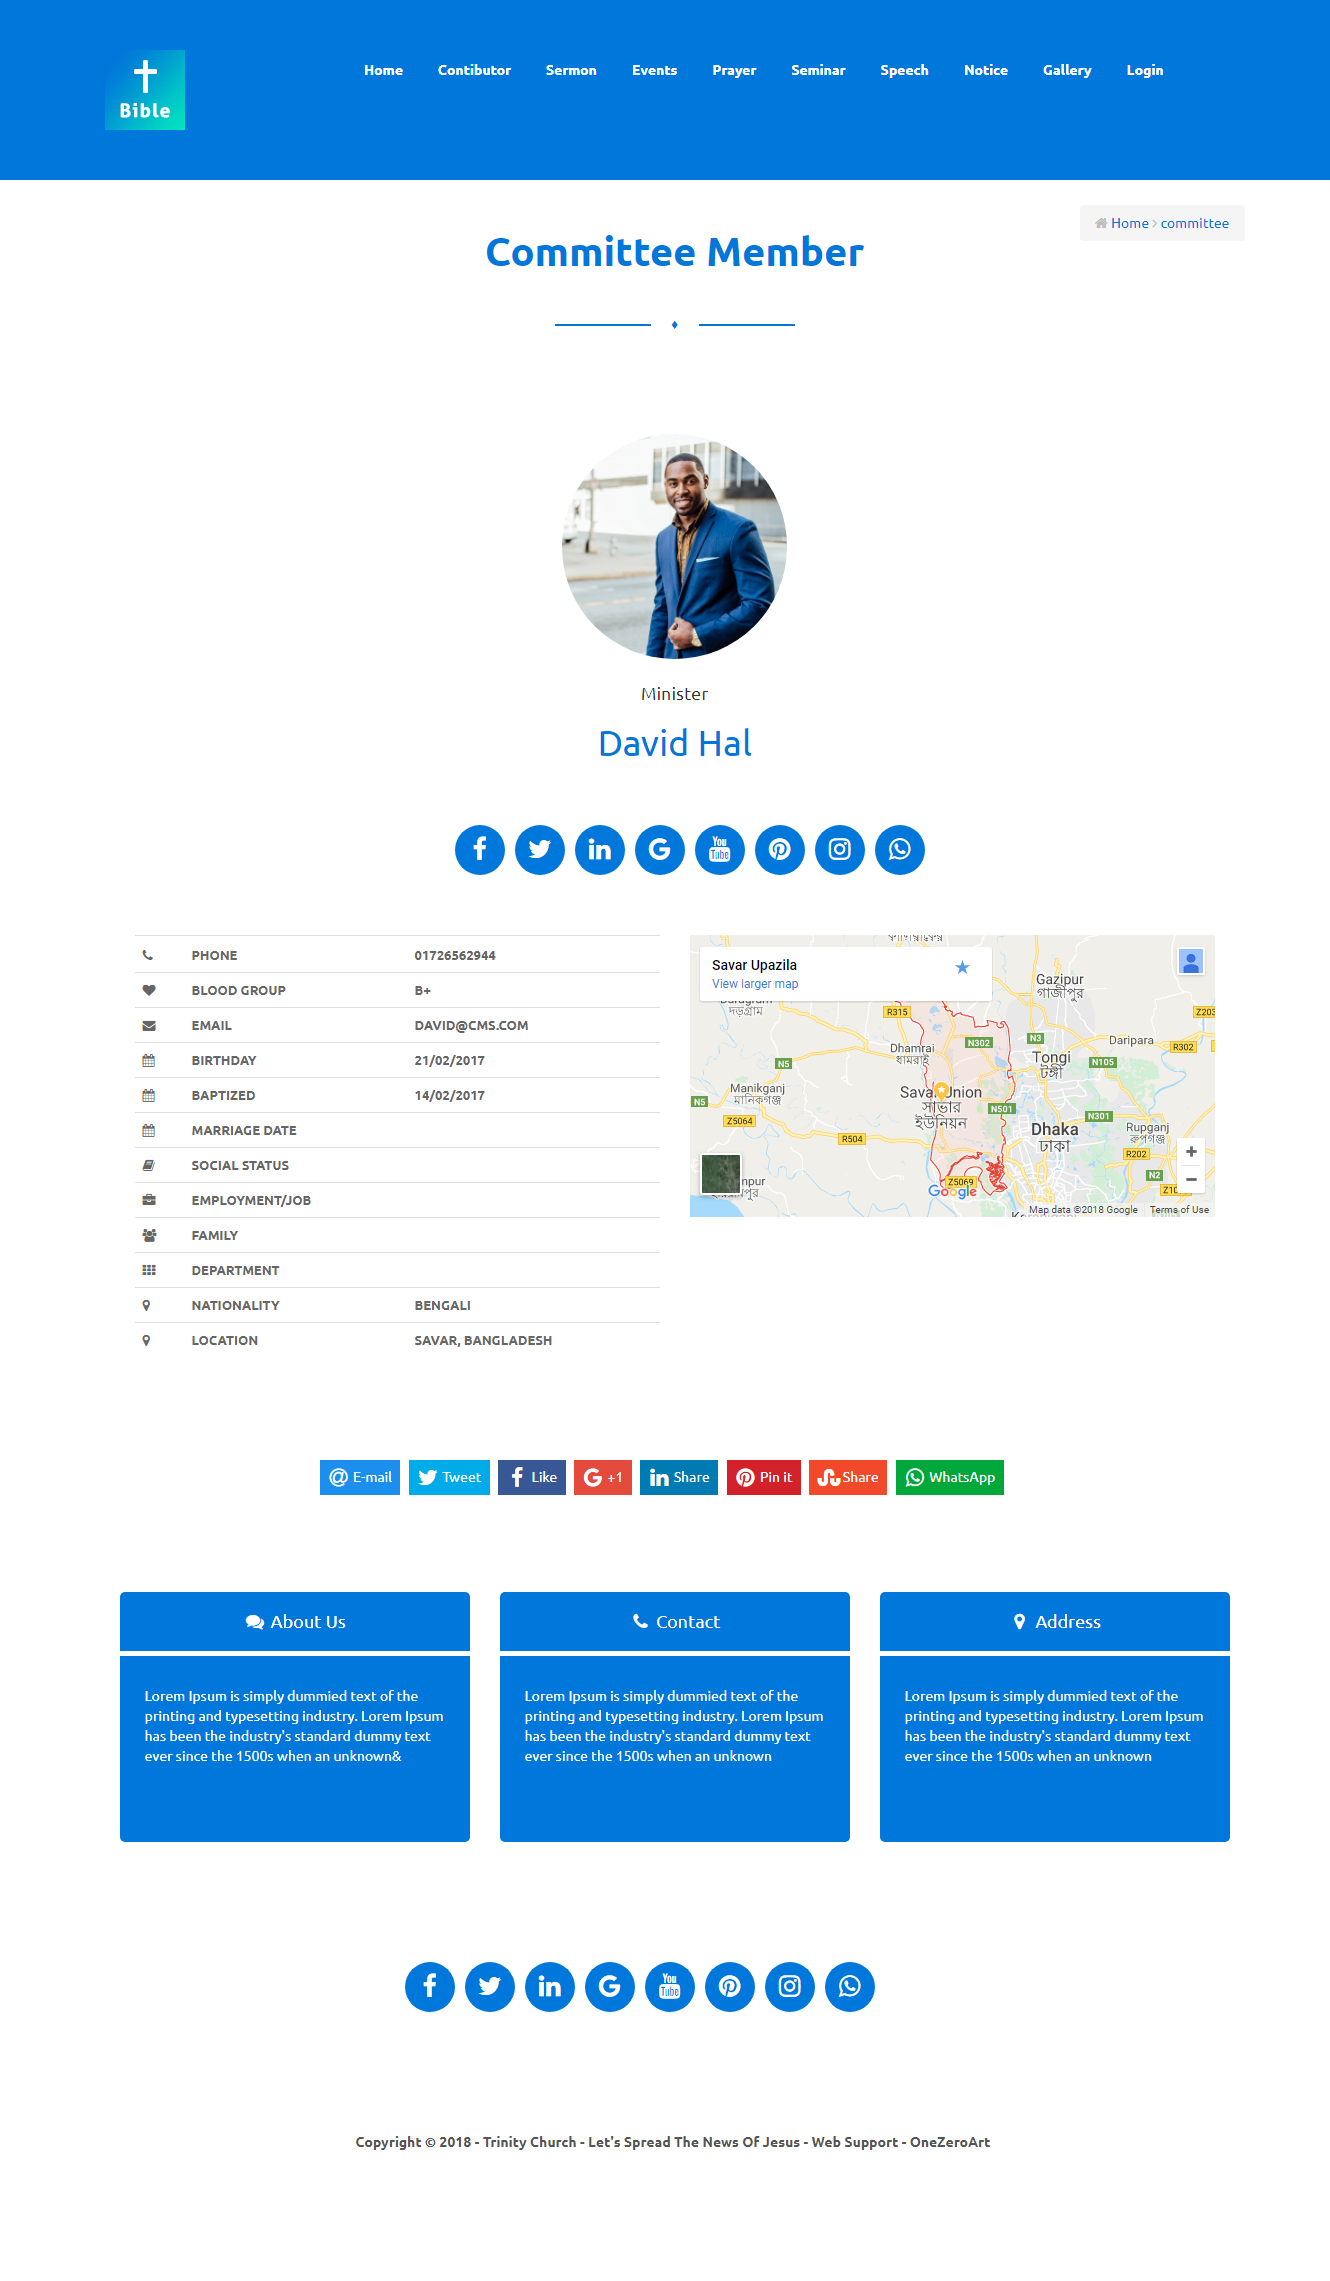 Bible
Home Contibutor Sermon Events Prayer Seminar Speech Notice Gallery Login
Home > committee
Committee Member
Minister
David Hal
You Tube
PHONE 01726562944
BLOOD GROUP B+
EMAIL DAVID@CMS.COM
BIRTHDAY 21/02/2017
BAPTIZED 14/02/2017
MARRIAGE DATE
SOCIAL STATUS
EMPLOYMENT/JOB
FAMILY
DEPARTMENT
NATIONALITY BENGALI
LOCATION SAVAR, BANGLADESH
Savar Upazila
View larger map
Gazipur
গাজীপুর
দড়গ্রাম
R315
Z203
N302
N3
Daripara
R302
Dhamrai
ধামরাই
Tongi
টঙ্গী
N105
N5
Manikganj
মানিকগঞ্জ
Savar Union
সাভার
ইউনিয়ন
N5
N501
N301
Z5064
Dhaka
ঢাকা
Rupganj
রুপগঞ্জ
R504
R202
N2
Z5069
Google
Map data ©2018 Google Terms of Use
E-mail Tweet Like +1 Share Pin it Share WhatsApp
About Us
Lorem Ipsum is simply dummied text of the
printing and typesetting industry. Lorem Ipsum
has been the industry's standard dummy text
ever since the 1500s when an unknown&
Contact
Lorem Ipsum is simply dummied text of the
printing and typesetting industry. Lorem Ipsum
has been the industry's standard dummy text
ever since the 1500s when an unknown
Address
Lorem Ipsum is simply dummied text of the
printing and typesetting industry. Lorem Ipsum
has been the industry's standard dummy text
ever since the 1500s when an unknown
You Tube
Copyright © 2018 - Trinity Church - Let's Spread The News Of Jesus - Web Support - OneZeroArt